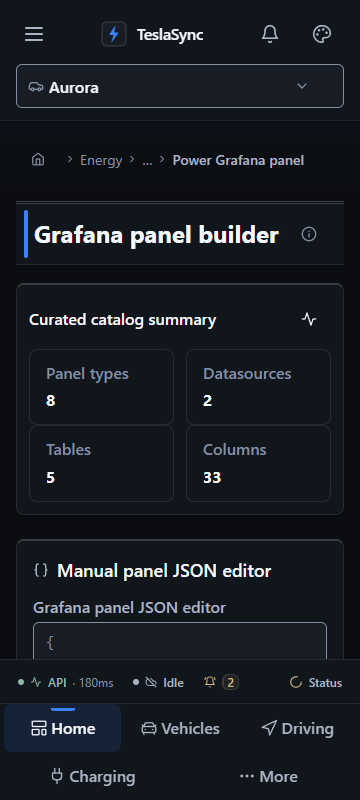 TeslaSync
Aurora
Energy
...
Power Grafana panel
Grafana panel builder
Curated catalog summary
Panel types
8
Datasources
2
Tables
5
Columns
33
{} Manual panel JSON editor
Grafana panel JSON editor
{
API · 180ms
Idle
2
Status
Home
Vehicles
Driving
Charging
More